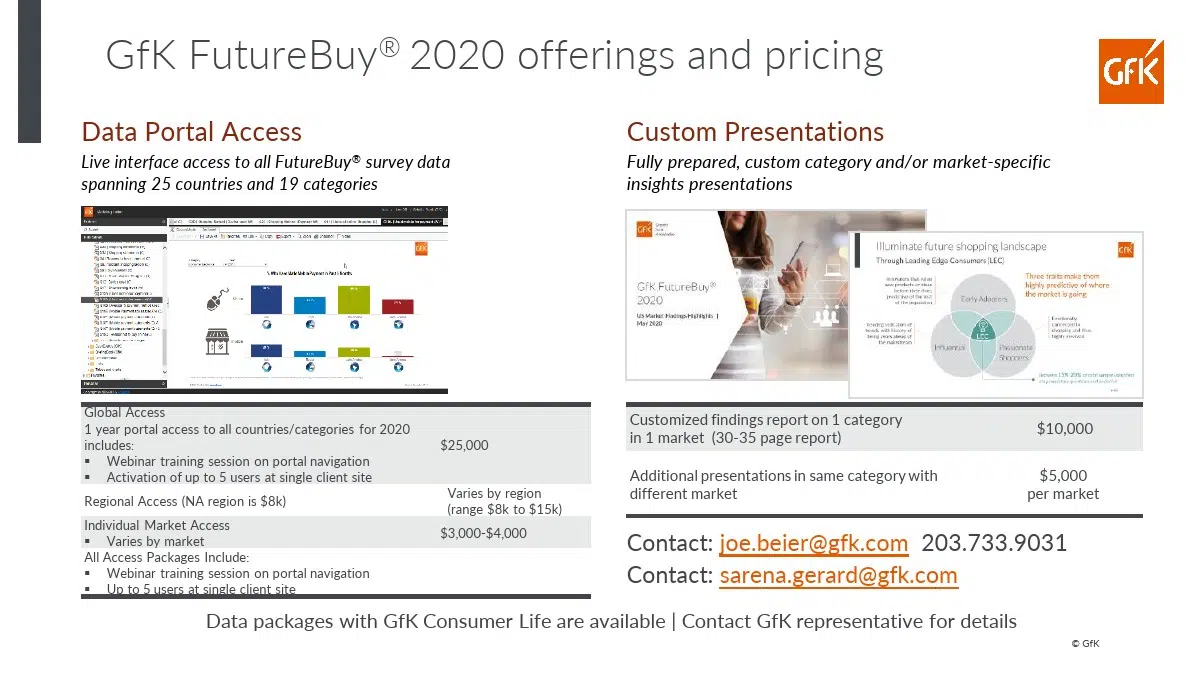 GfK FutureBuy® 2020 offerings and pricing
GfK
Data Portal Access
Live interface access to all FutureBuy® survey data
spanning 25 countries and 19 categories
Custom Presentations
Fully prepared, custom category and/or market-specific
insights presentations
GfK FutureBuy®
2020
US Market Findings Highlights |
May 2020
Illuminate future shopping landscape
Through Leading Edge Consumers (LEC)
GfK
Three traits make them
highly predictive of where
the market is going
Early Adopters
LEC
Influential
Passionate
Shoppers
Global Access
1 year portal access to all countries/categories for 2020
includes:
▪ Webinar training session on portal navigation
▪ Activation of up to 5 users at single client site
$25,000
Regional Access (NA region is $8k)
Varies by region
(range $8k to $15k)
Individual Market Access
▪ Varies by market
$3,000-$4,000
All Access Packages Include:
▪ Webinar training session on portal navigation
▪ Up to 5 users at single client site
Customized findings report on 1 category
in 1 market (30-35 page report)
$10,000
Additional presentations in same category with
different market
$5,000
per market
Contact: joe.beier@gfk.com 203.733.9031
Contact: sarena.gerard@gfk.com
Data packages with GfK Consumer Life are available | Contact GfK representative for details
© GfK